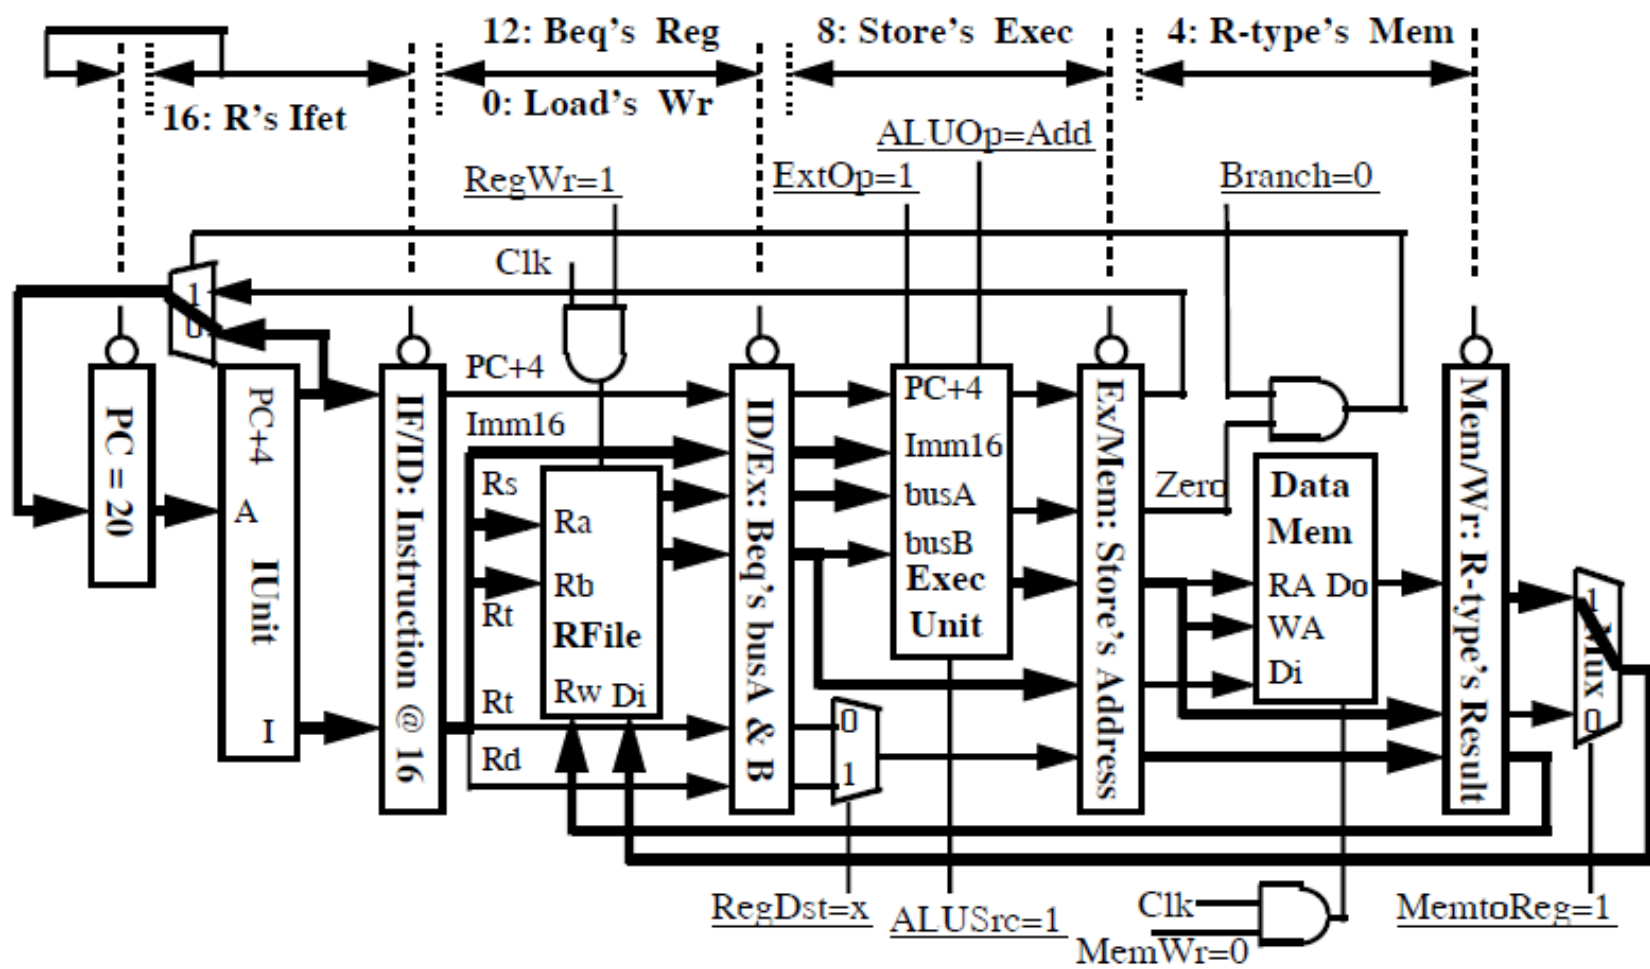 12: Beq's Reg
8: Store's Exec
4: R-type's Mem
16: R's Ifet
0: Load's Wr
ALUOp=Add
RegWr=1
ExtOp=1
Branch=0
Clk
1
0
PC = 20
PC+4
A
IUnit
I
IF/ID: Instruction @ 16
PC+4
Imm16
Rs
Ra
Rb
Rt
RFile
Rw Di
Rt
Rd
ID/Ex: Beq's busA & B
0
1
PC+4
Imm16
busA
busB
Exec
Unit
Ex/Mem: Store's Address
Zero
Data
Mem
RA Do
WA
Di
Mem/Wr: R-type's Result
1
Mux
0
RegDst=x
ALUSrc=1
Clk
MemWr=0
MemtoReg=1